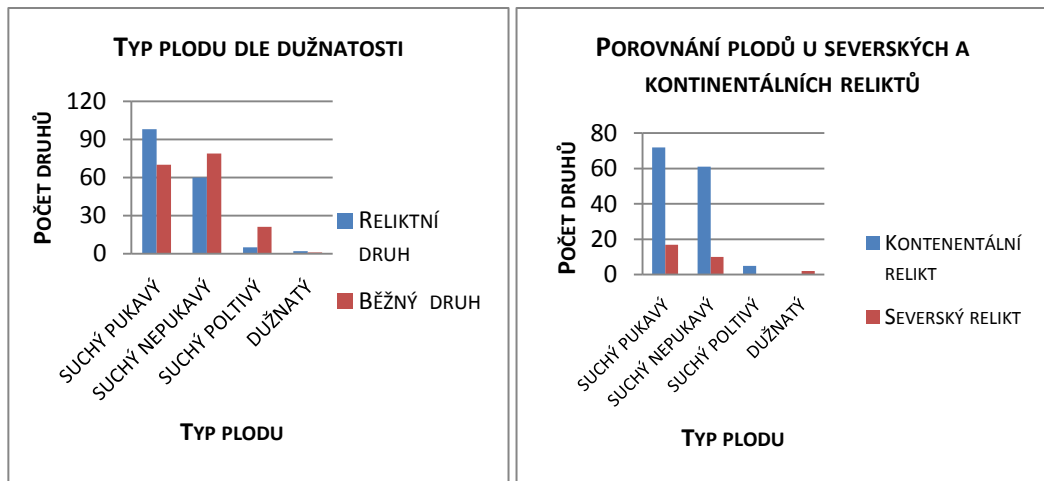 TYP PLODU DLE DUŽNATOSTI
POČET DRUHŮ
120
90
60
30
0
SUCHÝ PUKAVÝ
SUCHÝ NEPUKAVÝ
SUCHÝ POLTIVÝ
DUŽNATÝ
TYP PLODU
RELIKTNÍ
DRUH
BĚŽNÝ DRUH
POROVNÁNÍ PLODŮ U SEVERSKÝCH A
KONTINENTÁLNÍCH RELIKTŮ
POČET DRUHŮ
80
60
40
20
0
SUCHÝ PUKAVÝ
SUCHÝ NEPUKAVÝ
SUCHÝ POLTIVÝ
DUŽNATÝ
TYP PLODU
KONTENENTÁLNÍ
RELIKT
SEVERSKÝ RELIKT